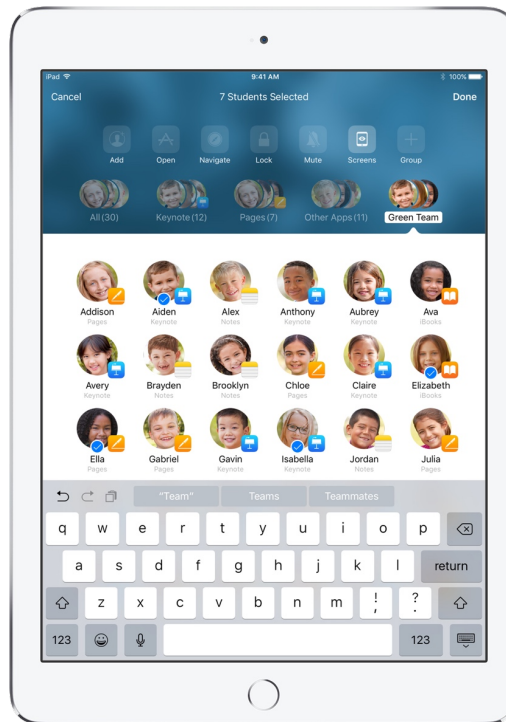 iPad 9:41 AM 100%
Cancel 7 Students Selected Done
Add Open Navigate Lock Mute Screens Group
All (30) Keynote (12) Pages (7) Other Apps (11) Green Team
Addison Aiden Alex Anthony Aubrey Ava
Pages Keynote Notes Keynote Keynote iBooks
Avery Brayden Brooklyn Chloe Claire Elizabeth
Keynote Notes Notes Pages Keynote iBooks
Ella Gabriel Gavin Isabella Jordan Julia
Pages Pages Keynote Keynote Notes Pages
"Team" Teams Teammates
q w e r t y u i o p
a s d f g h j k l return
z x c v b n m ! , ? .
123 123